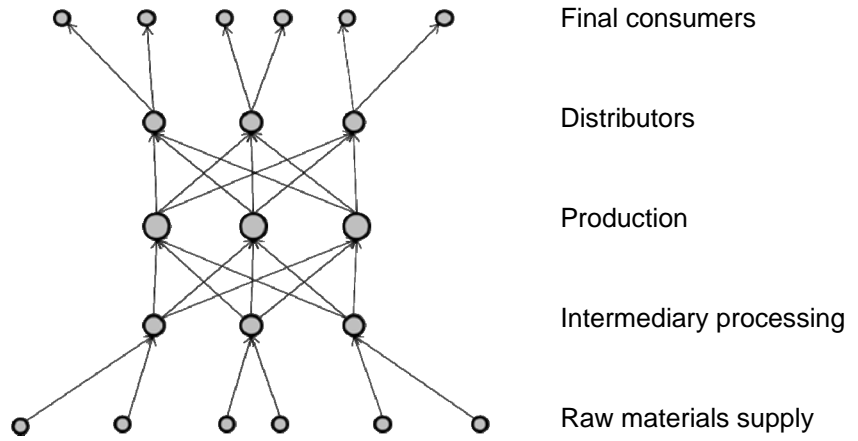 Final consumers
Distributors
Production
Intermediary processing
Raw materials supply